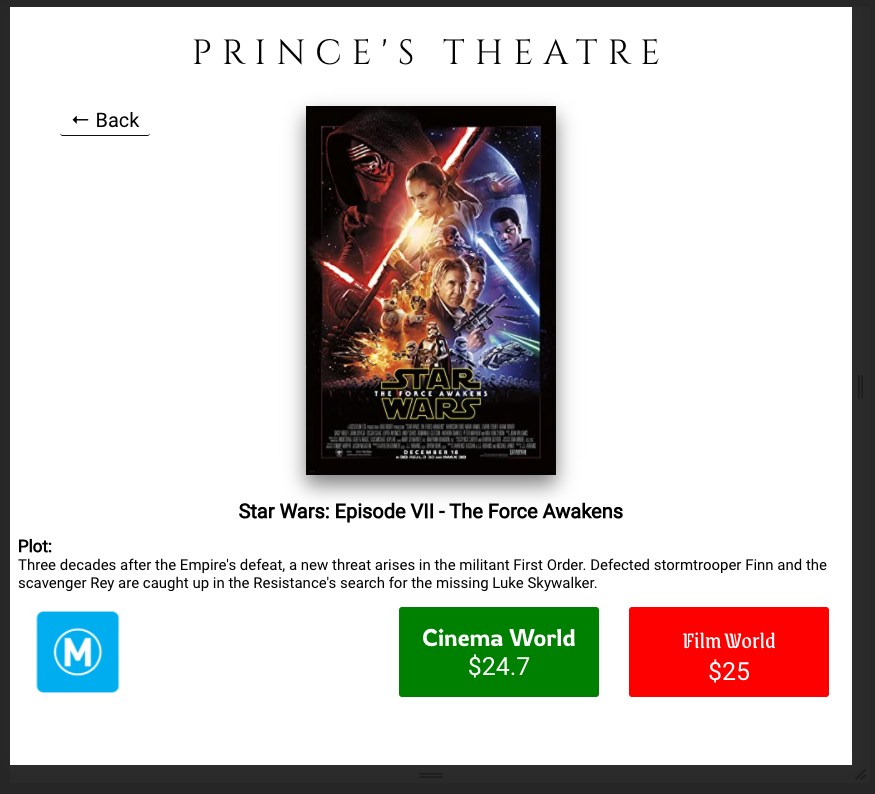 PRINCE'S THEATRE
← Back
STAR
THE FORCE AWAKENS
WARS
DECEMBER 18
Star Wars: Episode VII - The Force Awakens
Plot:
Three decades after the Empire's defeat, a new threat arises in the militant First Order. Defected stormtrooper Finn and the
scavenger Rey are caught up in the Resistance's search for the missing Luke Skywalker.
M
Cinema World
$24.7
Film World
$25